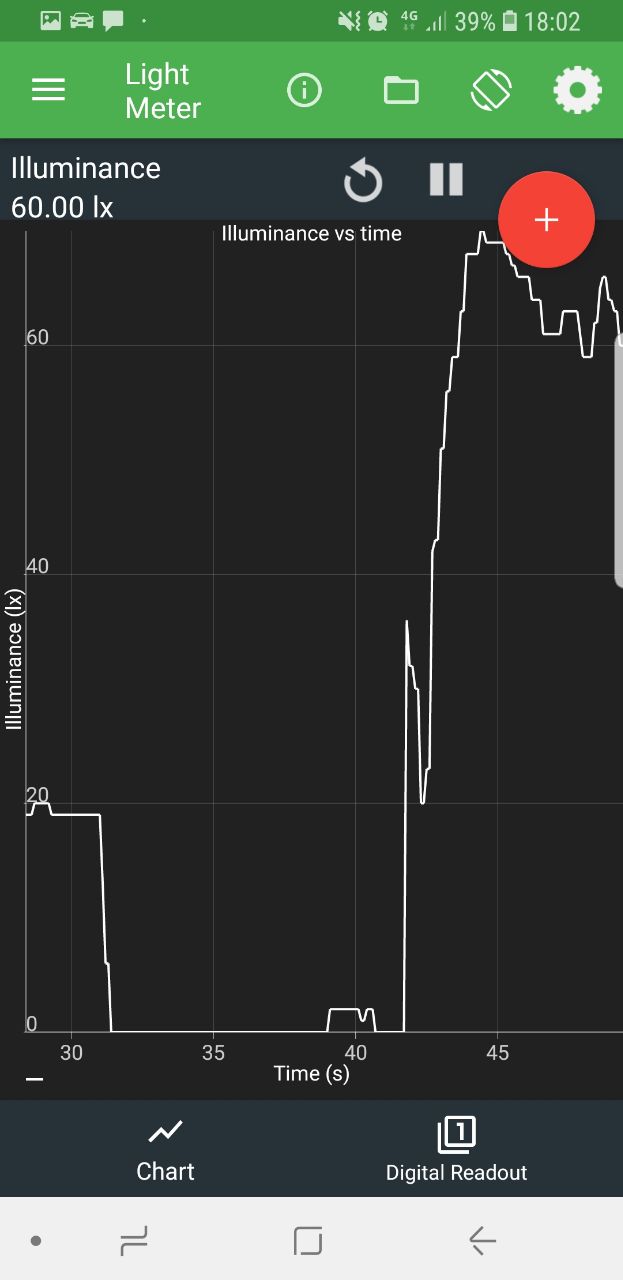 4G 39% 18:02
Light
Meter
Illuminance
60.00 lx
+
Illuminance vs time
60
40
20
0
Illuminance (lx)
30 35 40 45
Time (s)
1
Chart Digital Readout